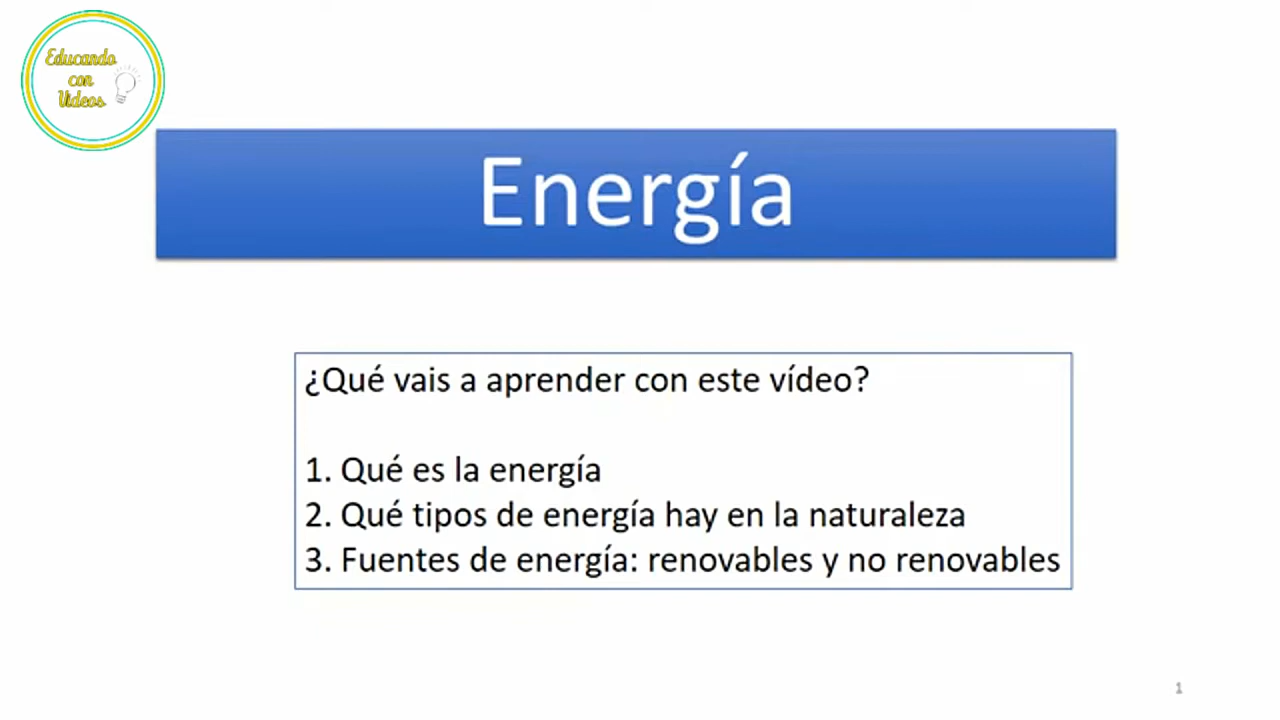 Educando
con
Videos
Energía
¿Qué vais a aprender con este vídeo?
1. Qué es la energía
2. Qué tipos de energía hay en la naturaleza
3. Fuentes de energía: renovables y no renovables
1